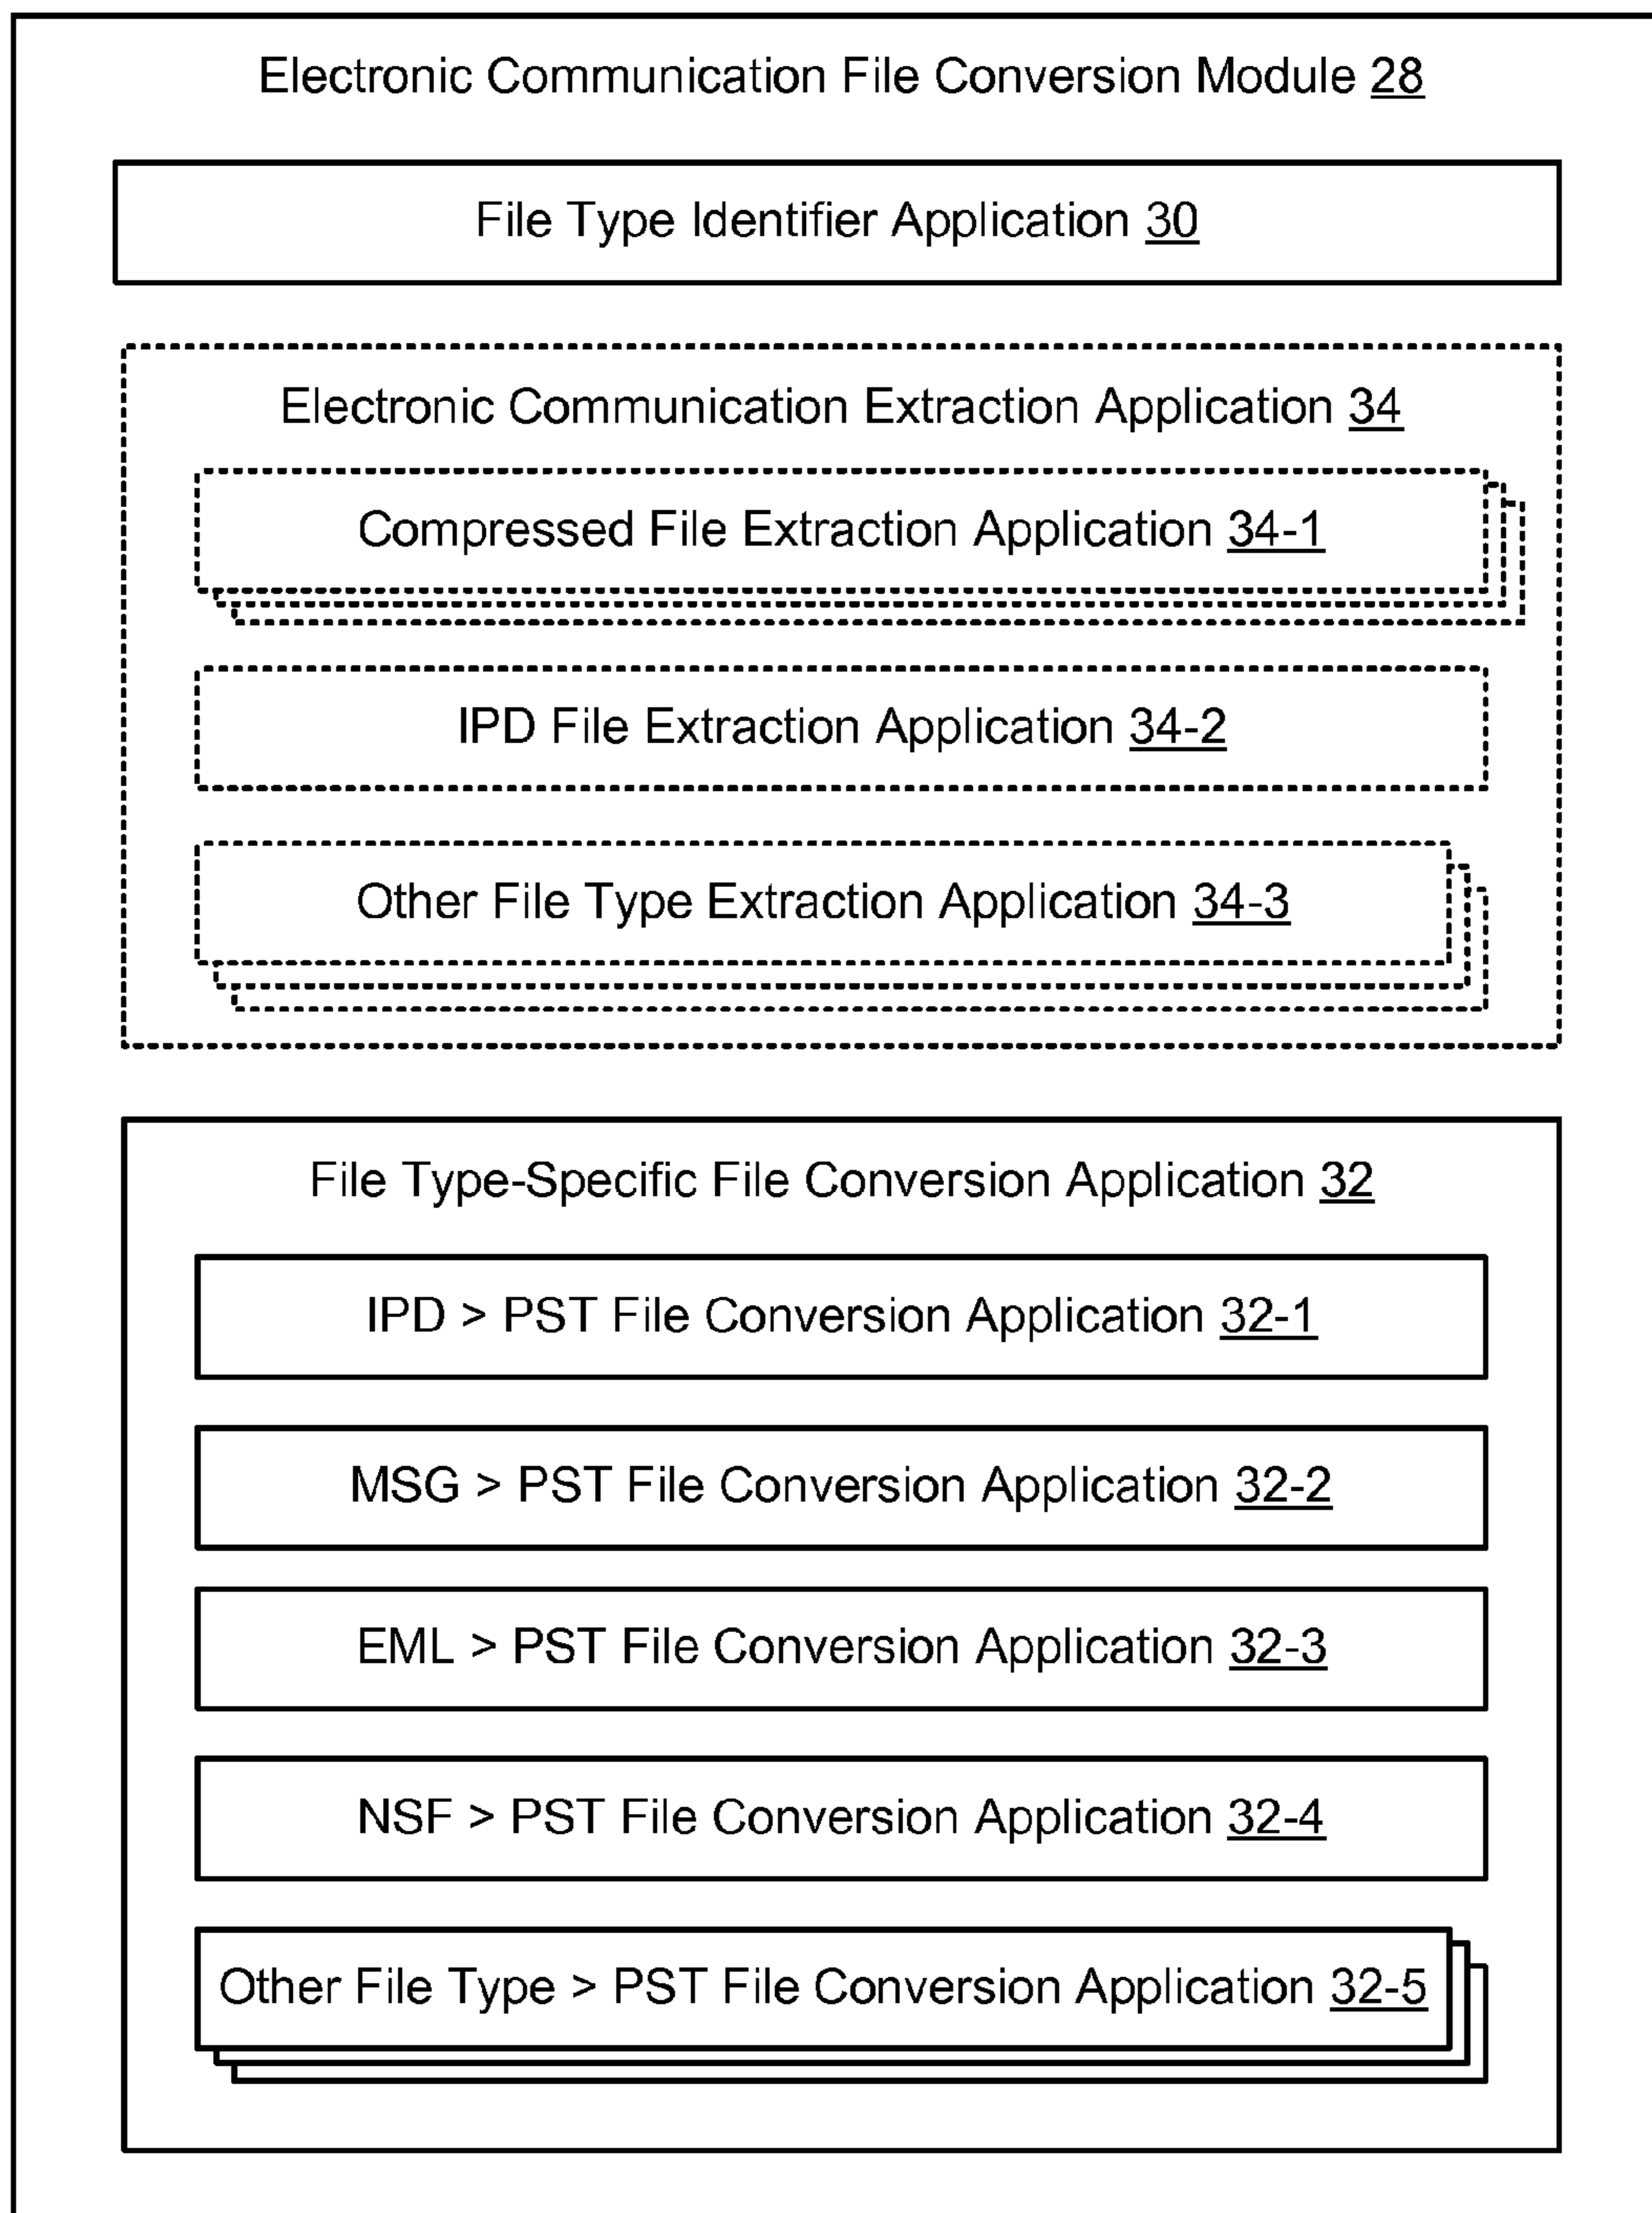 Electronic Communication File Conversion Module 28
File Type Identifier Application 30
Electronic Communication Extraction Application 34
Compressed File Extraction Application 34-1
IPD File Extraction Application 34-2
Other File Type Extraction Application 34-3
File Type-Specific File Conversion Application 32
IPD > PST File Conversion Application 32-1
MSG > PST File Conversion Application 32-2
EML > PST File Conversion Application 32-3
NSF > PST File Conversion Application 32-4
Other File Type > PST File Conversion Application 32-5